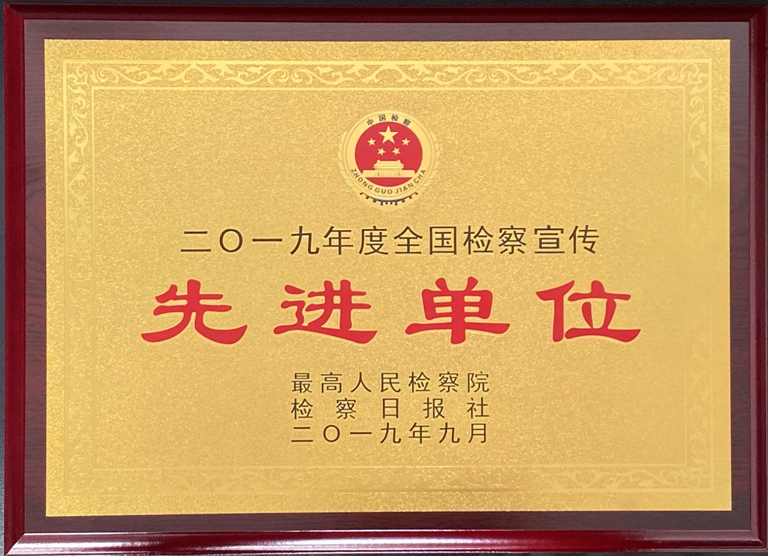 中国检察
ZHONG GUO JIAN CHA
二〇一九年度全国检察宣传
先进单位
最高人民检察院
检察日报社
二〇一九年九月